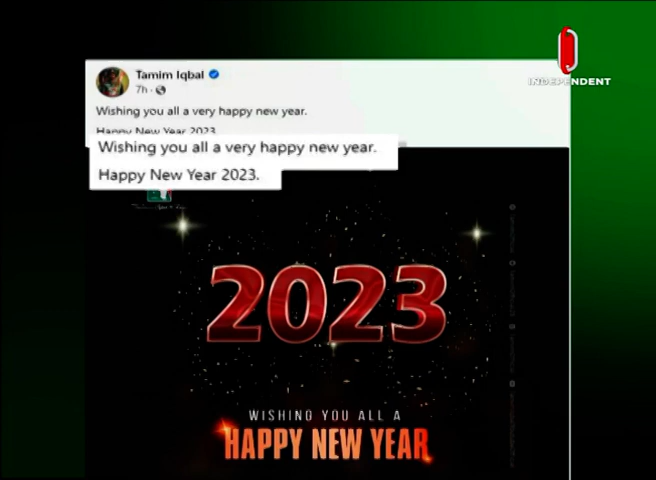 INDEPENDENT
Tamim Iqbal
7h
Wishing you all a very happy new year.
Happy New Year 2023.
Wishing you all a very happy new year.
Happy New Year 2023.
2023
WISHING YOU ALL A
HAPPY NEW YEAR